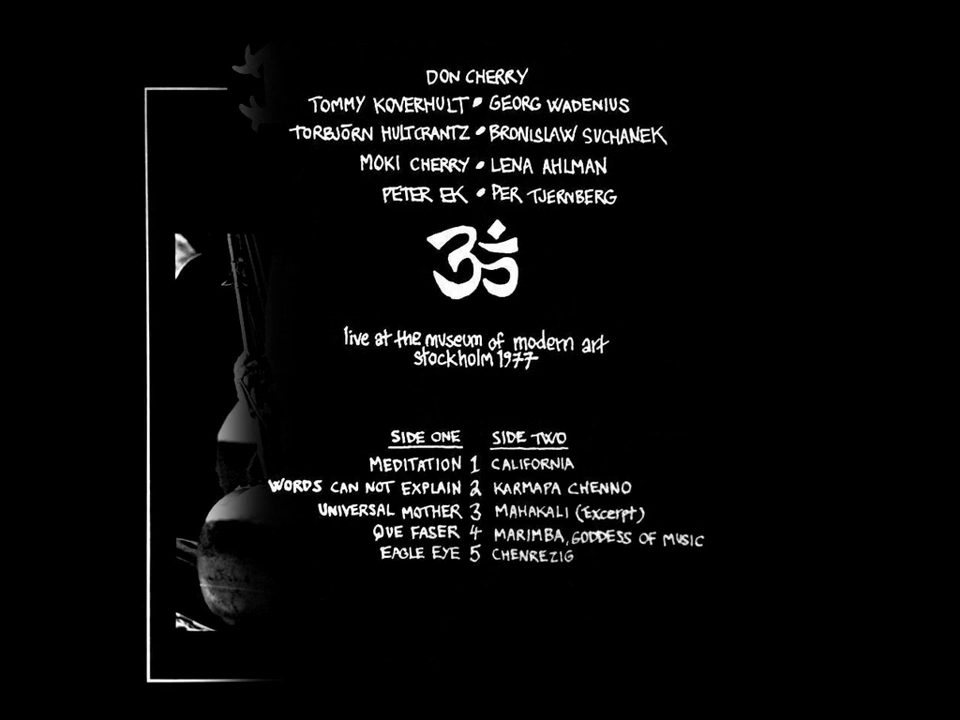 DON CHERRY
TOMMY KOVERHULT • GEORG WADENIUS
TORBJÖRN HULTCRANTZ • BRONISLAW SUCHANEK
MOKI CHERRY • LENA AHLMAN
PETER EK • PER TJERNBERG
ॐ
live at the museum of modern art
stockholm 1977
SIDE ONE SIDE TWO
MEDITATION 1 CALIFORNIA
WORDS CAN NOT EXPLAIN 2 KARMAPA CHENNO
UNIVERSAL MOTHER 3 MAHAKALI (Excerpt)
QUE FASER 4 MARIMBA, GODDESS OF MUSIC
EAGLE EYE 5 CHENREZIG